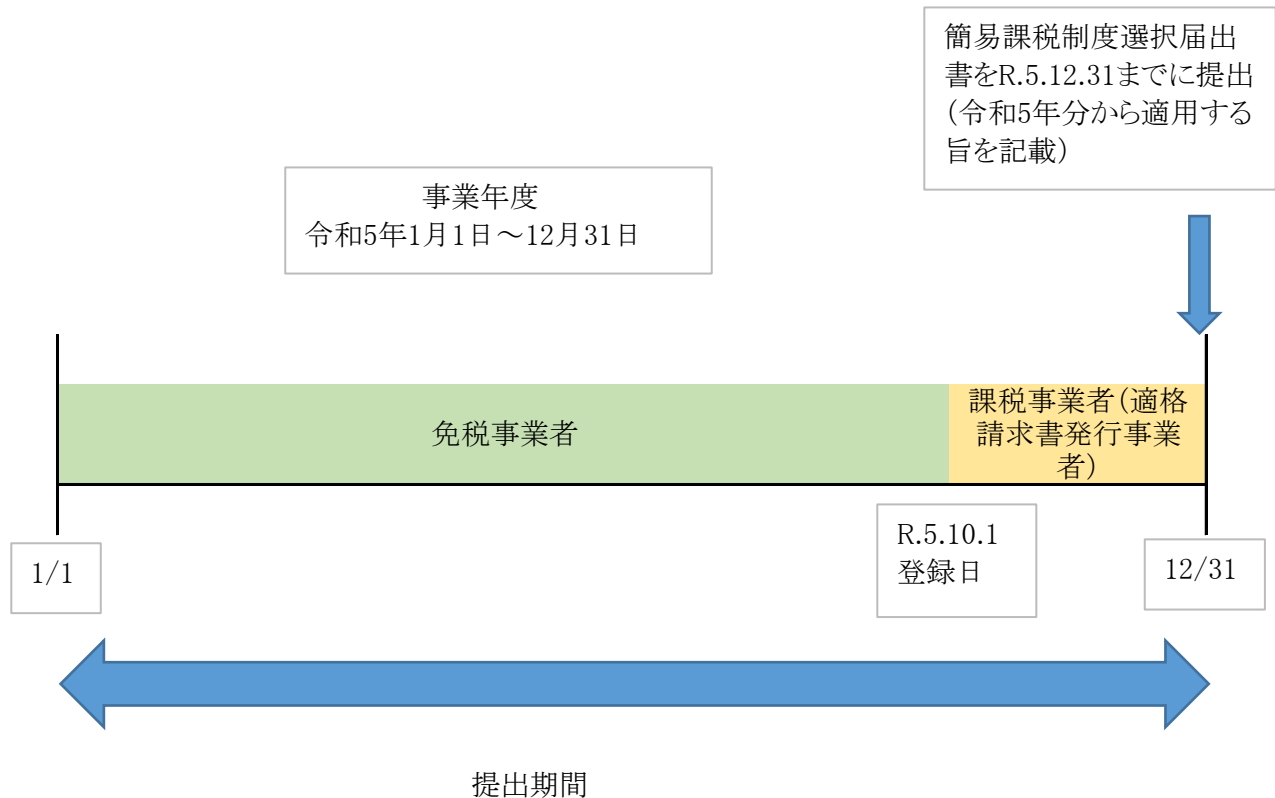 簡易課税制度選択届出
書をR.5.12.31までに提出
(令和5年分から適用する
旨を記載)
事業年度
令和5年1月1日～12月31日
免税事業者
課税事業者(適格
請求書発行事業
者)
R.5.10.1
登録日
1/1
12/31
提出期間